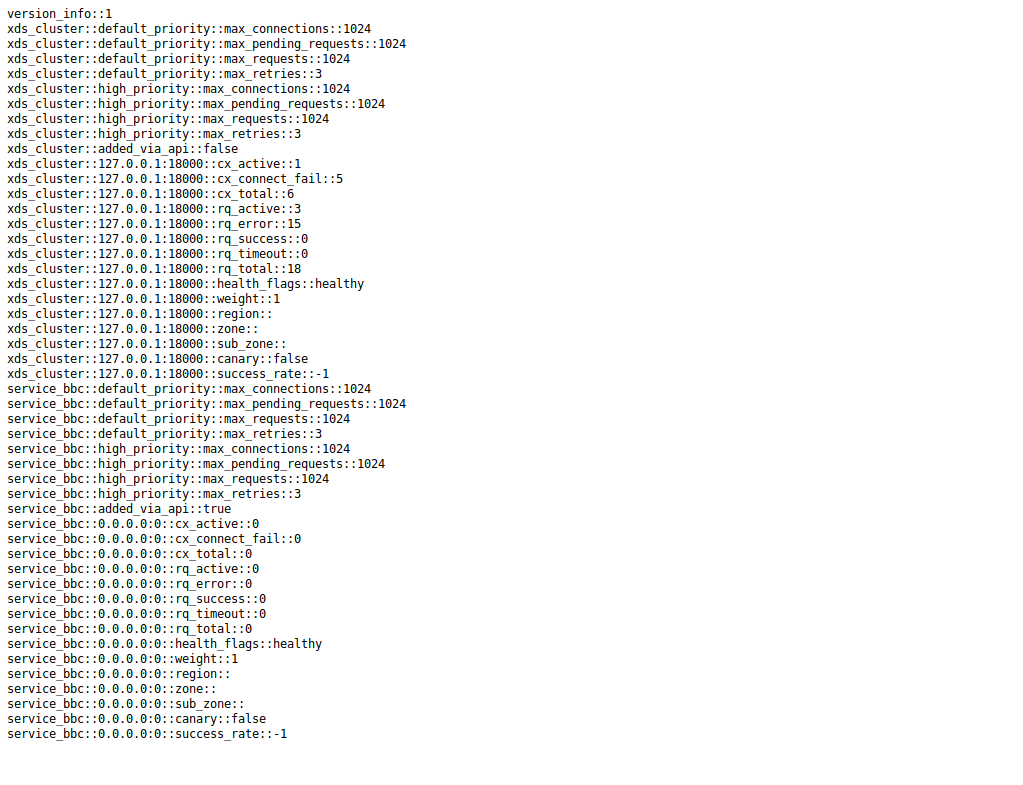 version_info::1
xds_cluster::default_priority::max_connections::1024
xds_cluster::default_priority::max_pending_requests::1024
xds_cluster::default_priority::max_requests::1024
xds_cluster::default_priority::max_retries::3
xds_cluster::high_priority::max_connections::1024
xds_cluster::high_priority::max_pending_requests::1024
xds_cluster::high_priority::max_requests::1024
xds_cluster::high_priority::max_retries::3
xds_cluster::added_via_api::false
xds_cluster::127.0.0.1:18000::cx_active::1
xds_cluster::127.0.0.1:18000::cx_connect_fail::5
xds_cluster::127.0.0.1:18000::cx_total::6
xds_cluster::127.0.0.1:18000::rq_active::3
xds_cluster::127.0.0.1:18000::rq_error::15
xds_cluster::127.0.0.1:18000::rq_success::0
xds_cluster::127.0.0.1:18000::rq_timeout::0
xds_cluster::127.0.0.1:18000::rq_total::18
xds_cluster::127.0.0.1:18000::health_flags::healthy
xds_cluster::127.0.0.1:18000::weight::1
xds_cluster::127.0.0.1:18000::region::
xds_cluster::127.0.0.1:18000::zone::
xds_cluster::127.0.0.1:18000::sub_zone::
xds_cluster::127.0.0.1:18000::canary::false
xds_cluster::127.0.0.1:18000::success_rate::-1
service_bbc::default_priority::max_connections::1024
service_bbc::default_priority::max_pending_requests::1024
service_bbc::default_priority::max_requests::1024
service_bbc::default_priority::max_retries::3
service_bbc::high_priority::max_connections::1024
service_bbc::high_priority::max_pending_requests::1024
service_bbc::high_priority::max_requests::1024
service_bbc::high_priority::max_retries::3
service_bbc::added_via_api::true
service_bbc::0.0.0.0:0::cx_active::0
service_bbc::0.0.0.0:0::cx_connect_fail::0
service_bbc::0.0.0.0:0::cx_total::0
service_bbc::0.0.0.0:0::rq_active::0
service_bbc::0.0.0.0:0::rq_error::0
service_bbc::0.0.0.0:0::rq_success::0
service_bbc::0.0.0.0:0::rq_timeout::0
service_bbc::0.0.0.0:0::rq_total::0
service_bbc::0.0.0.0:0::health_flags::healthy
service_bbc::0.0.0.0:0::weight::1
service_bbc::0.0.0.0:0::region::
service_bbc::0.0.0.0:0::zone::
service_bbc::0.0.0.0:0::sub_zone::
service_bbc::0.0.0.0:0::canary::false
service_bbc::0.0.0.0:0::success_rate::-1